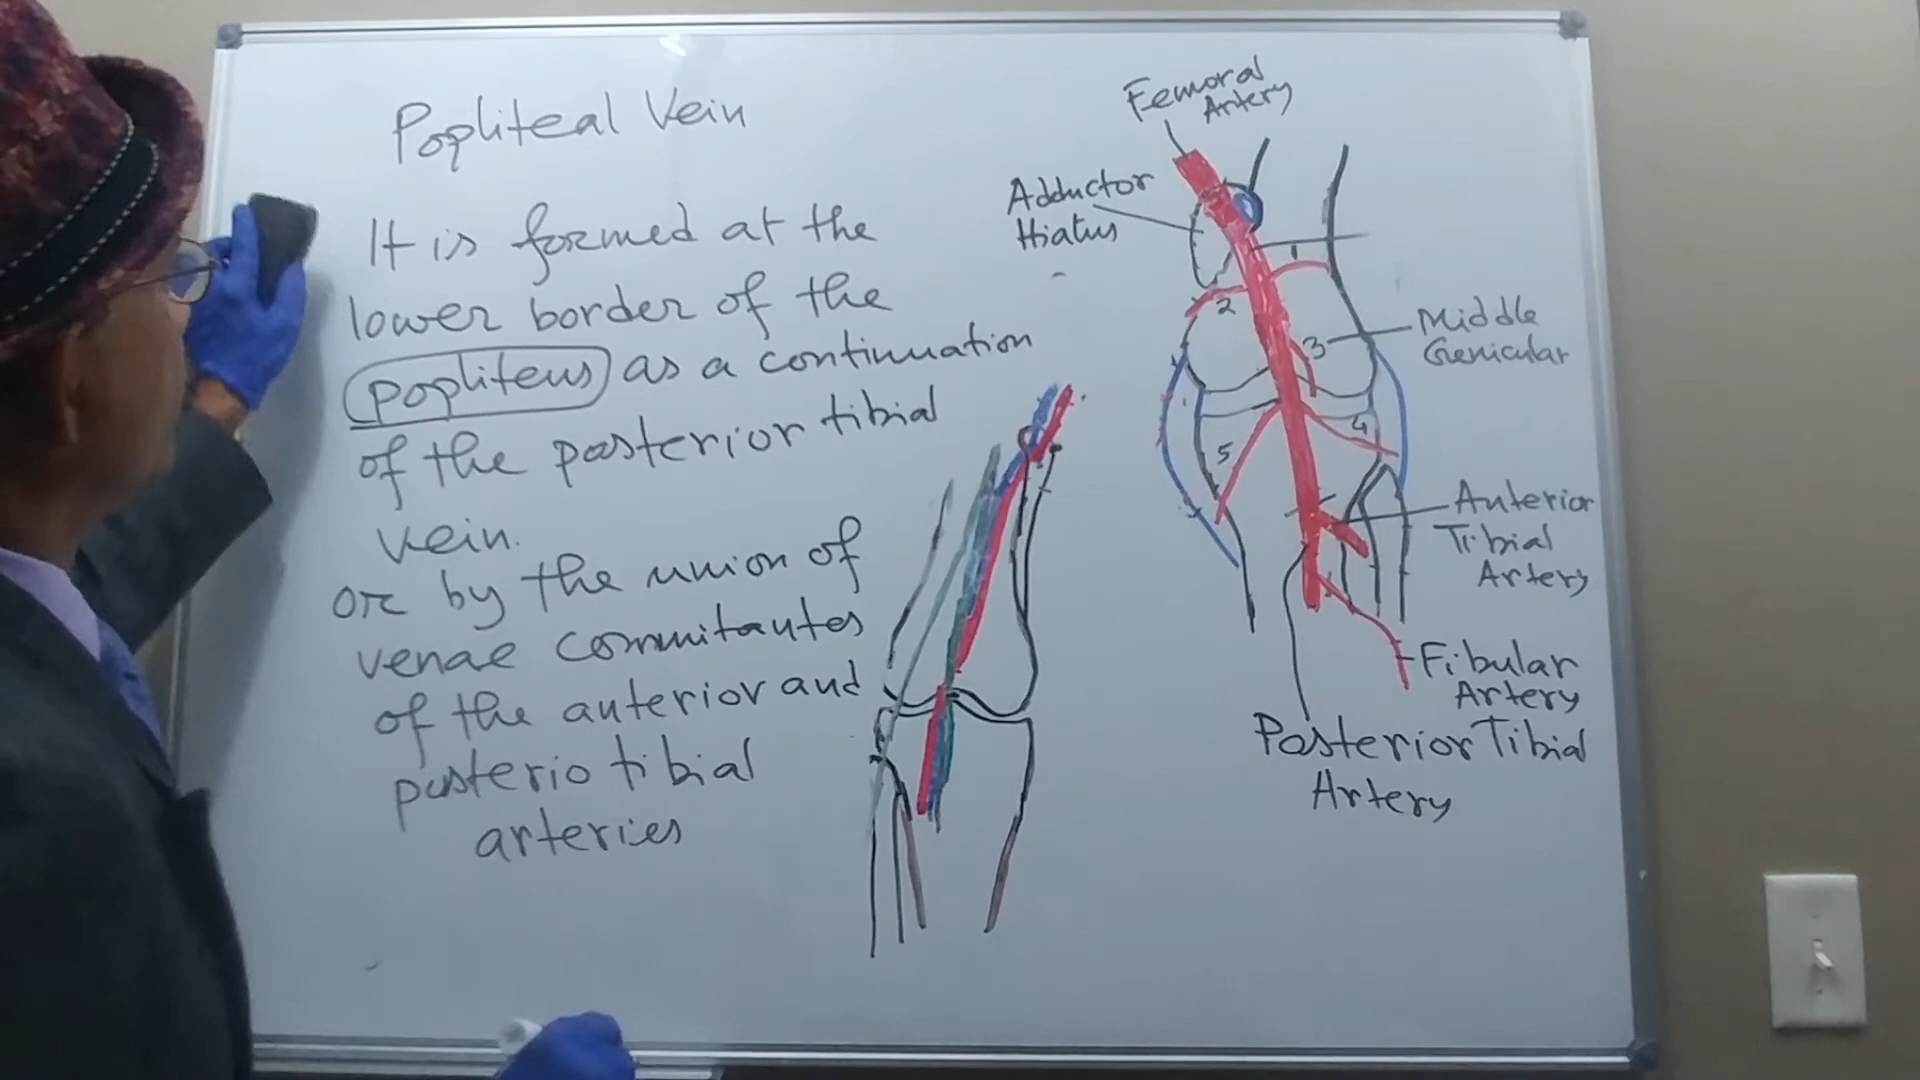 Popliteal Vein
It is formed at the
lower border of the
popliteus as a continuation
of the posterior tibial
vein.
or by the union of
venae commitantes
of the anterior and
posterio tibial
arteries
Femoral
Artery
Adductor
Hiatus
1
2
3
Middle
Genicular
4
5
Anterior
Tibial
Artery
Fibular
Artery
Posterior Tibial
Artery